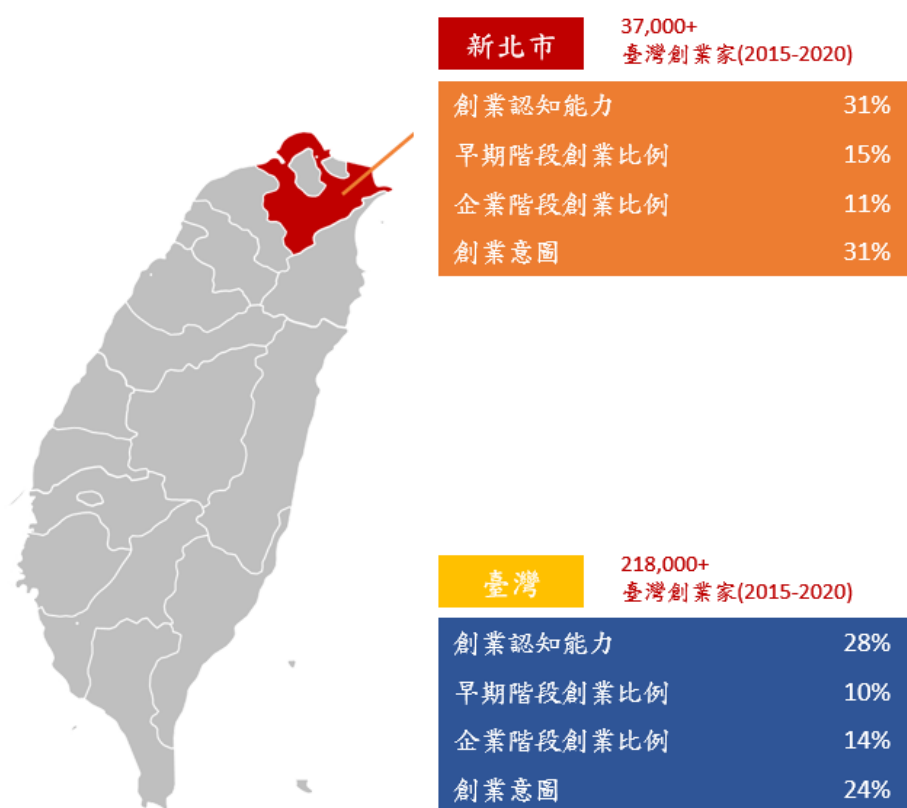 新北市
37,000+
臺灣創業家(2015-2020)
創業認知能力 31%
早期階段創業比例 15%
企業階段創業比例 11%
創業意圖 31%
臺灣
218,000+
臺灣創業家(2015-2020)
創業認知能力 28%
早期階段創業比例 10%
企業階段創業比例 14%
創業意圖 24%